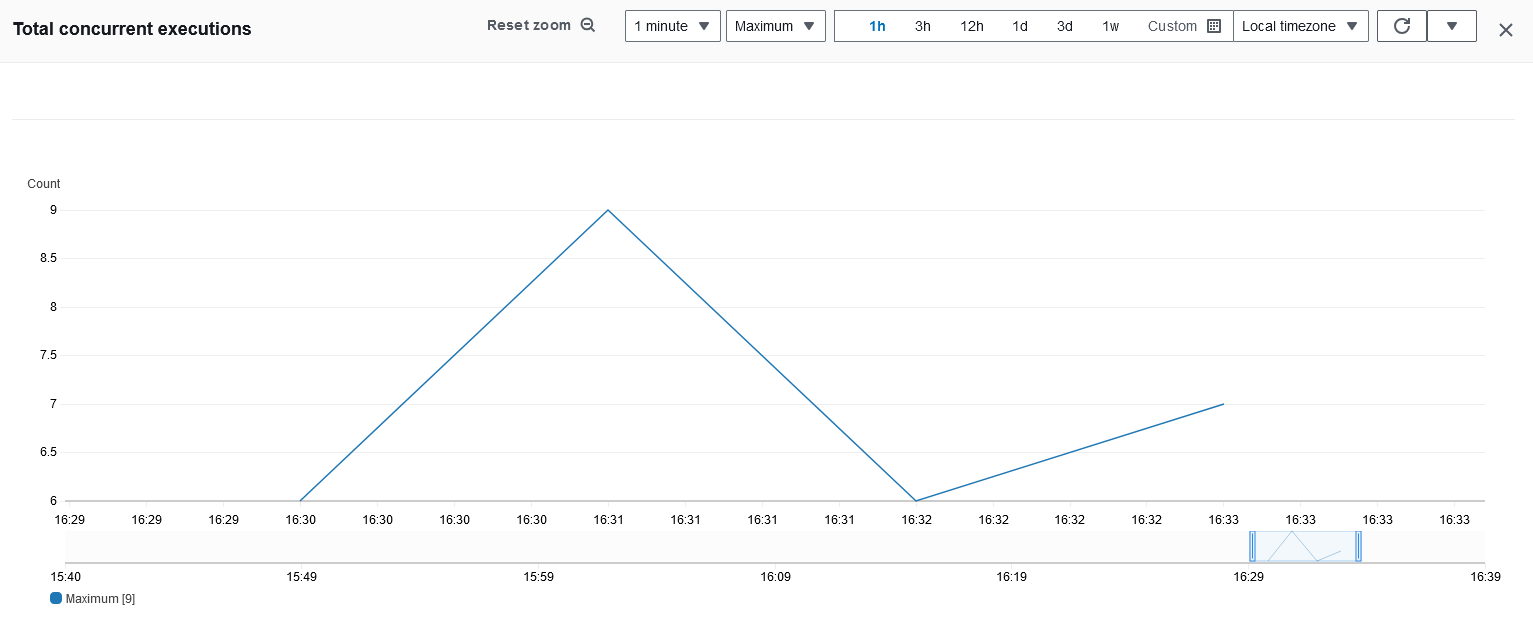 Total concurrent executions
Reset zoom
1 minute
Maximum
1h 3h 12h 1d 3d 1w Custom
Local timezone
Count
9
8.5
8
7.5
7
6.5
6
16:29 16:29 16:29 16:30 16:30 16:30 16:30 16:31 16:31 16:31 16:31 16:32 16:32 16:32 16:32 16:33 16:33 16:33 16:33
15:40 15:49 15:59 16:09 16:19 16:29 16:39
Maximum [9]